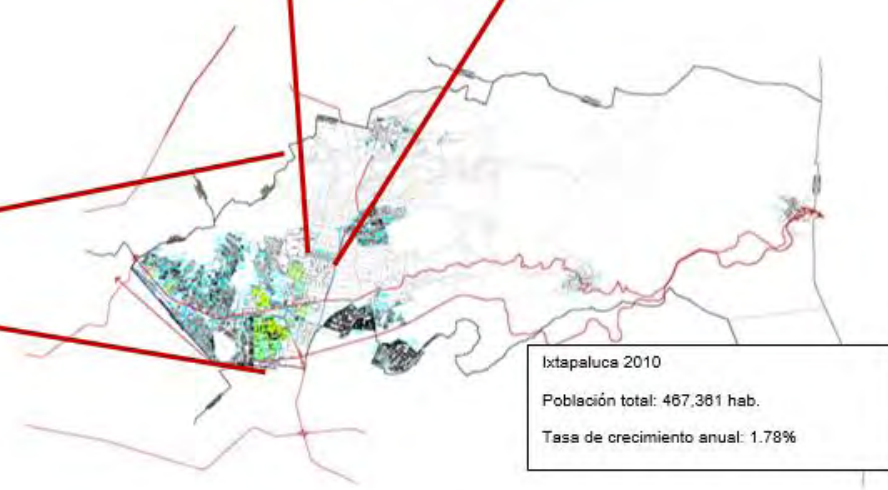 Ixtapaluca 2010
Población total: 467,361 hab.
Tasa de crecimiento anual: 1.78%